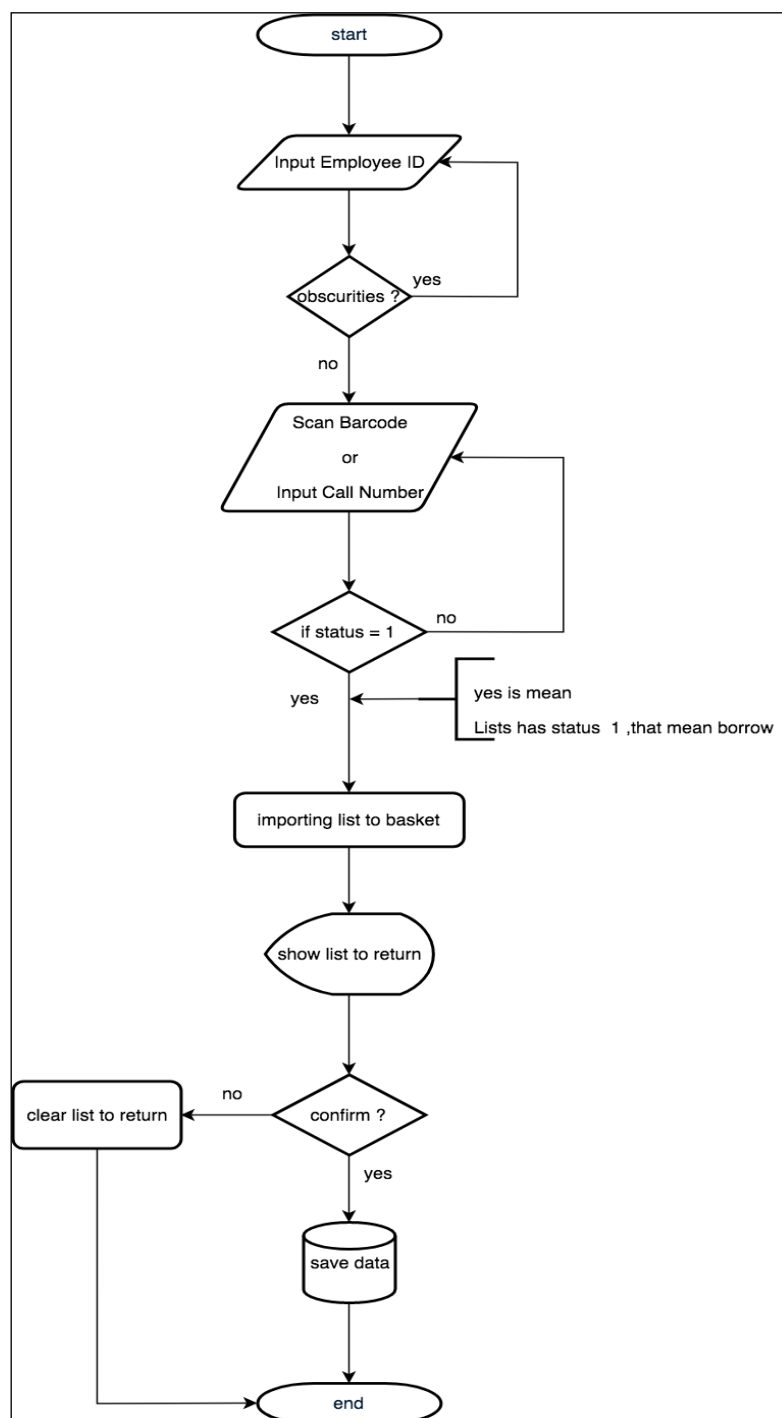 start
Input Employee ID
yes
obscurities ?
no
Scan Barcode
or
Input Call Number
no
if status = 1
yes
yes is mean
Lists has status 1 ,that mean borrow
importing list to basket
show list to return
no
clear list to return
confirm ?
yes
save data
end